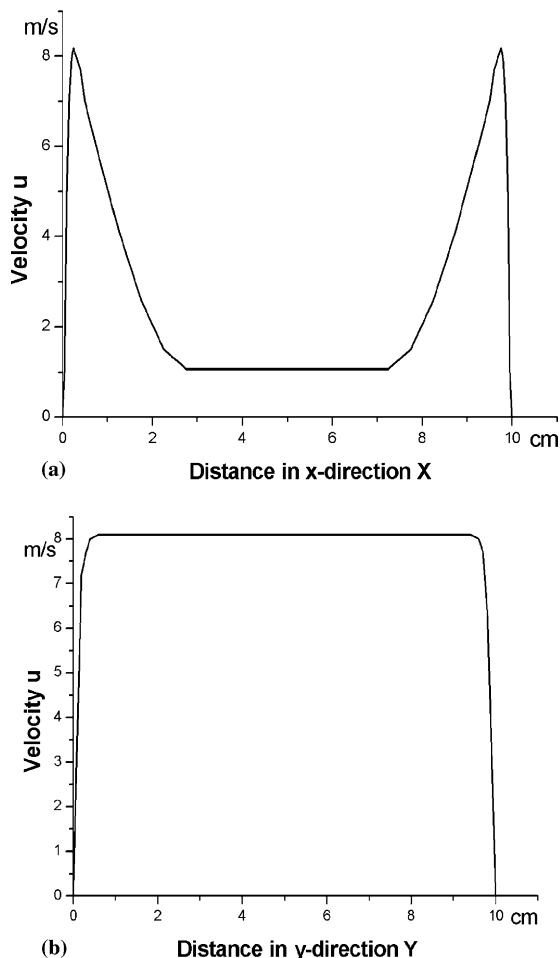 m/s
8
6
4
2
0
Velocity u
0 2 4 6 8 10 cm
(a) Distance in x-direction X
m/s
8
7
6
5
4
3
2
1
0
Velocity u
0 2 4 6 8 10 cm
(b) Distance in y-direction Y